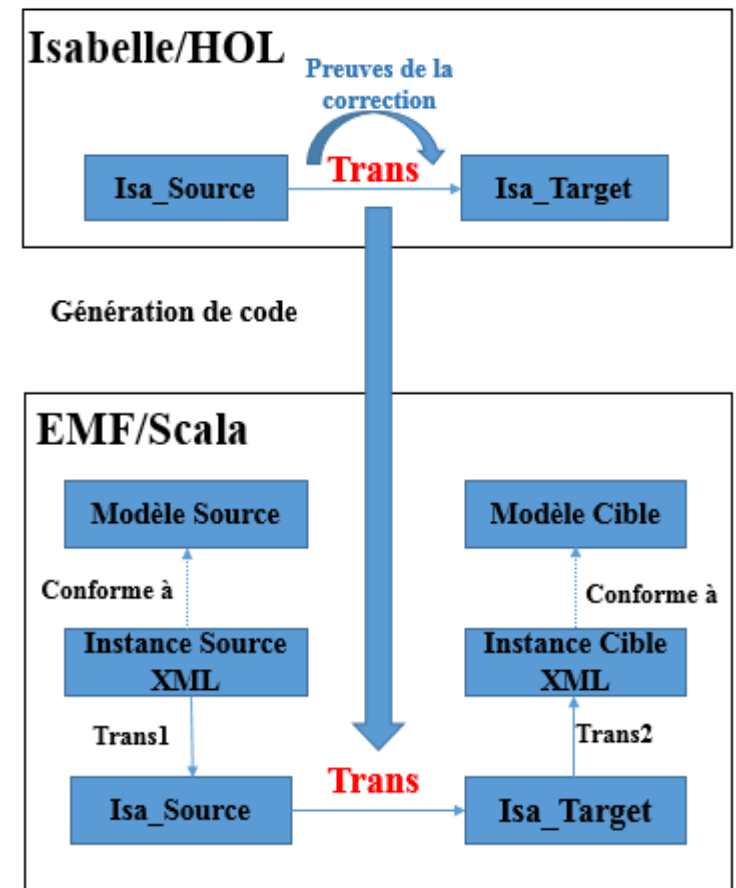 Isabelle/HOL
Preuves de la
correction
Trans
Isa_Source
Isa_Target
Génération de code
EMF/Scala
Modèle Source
Modèle Cible
Conforme à
Conforme à
Instance Source
XML
Instance Cible
XML
Trans1
Trans2
Trans
Isa_Source
Isa_Target